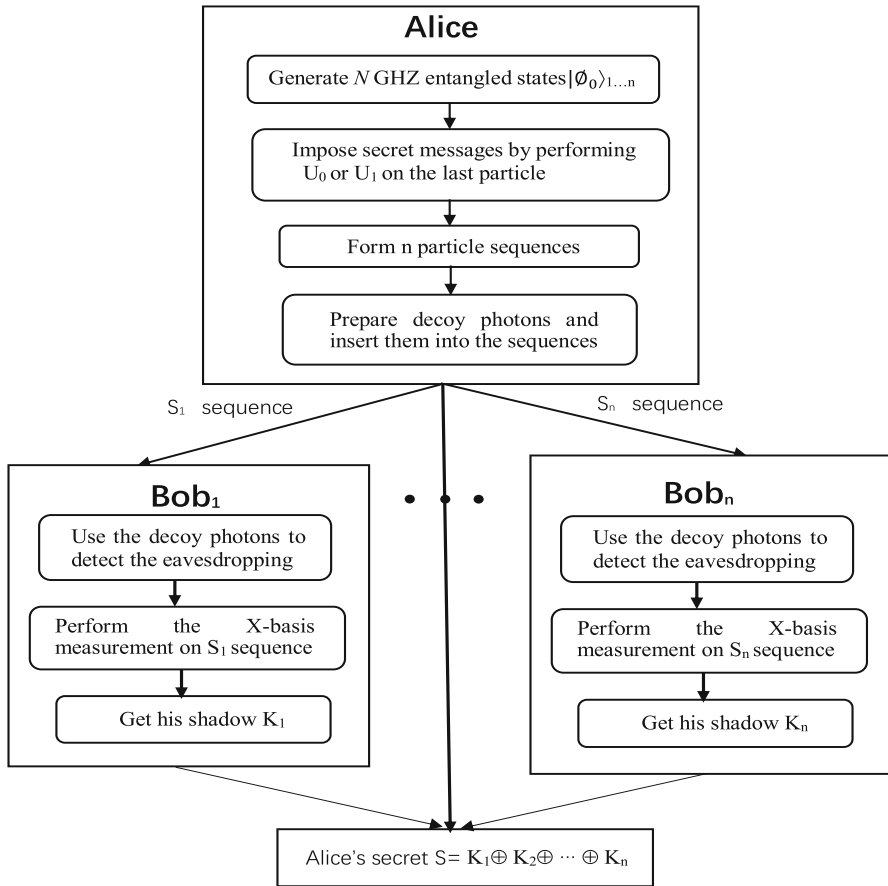 Alice
Generate N GHZ entangled states|∅₀⟩₁…ₙ
Impose secret messages by performing
U₀ or U₁ on the last particle
Form n particle sequences
Prepare decoy photons and
insert them into the sequences
S₁ sequence
Sₙ sequence
Bob₁
Use the decoy photons to
detect the eavesdropping
Perform the X-basis
measurement on S₁ sequence
Get his shadow K₁
• • •
Bobₙ
Use the decoy photons to
detect the eavesdropping
Perform the X-basis
measurement on Sₙ sequence
Get his shadow Kₙ
Alice's secret S= K₁⊕ K₂⊕ ⋯ ⊕ Kₙ